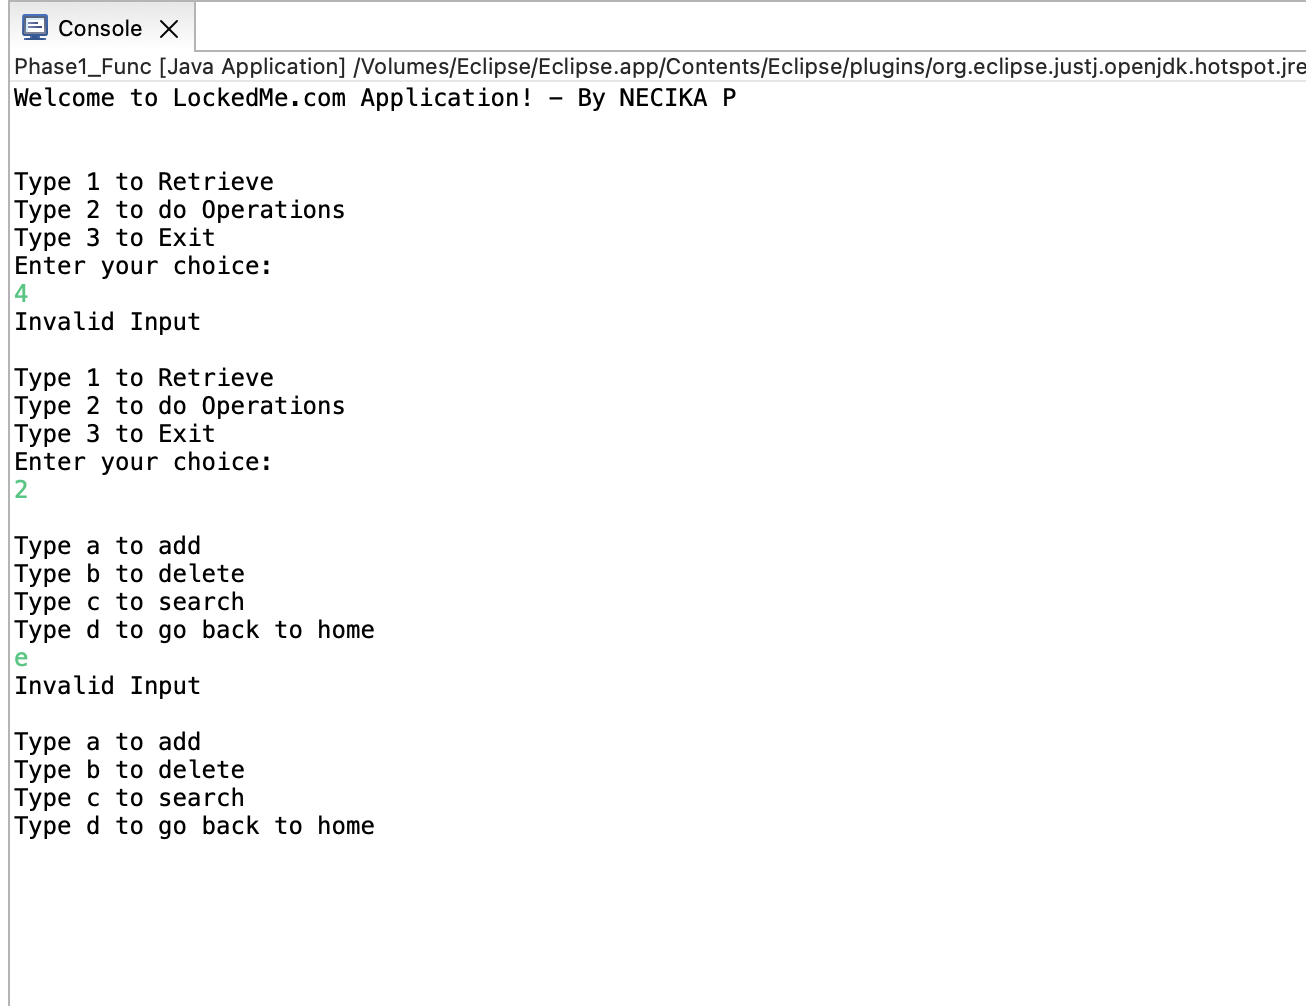 Console
Phase1_Func [Java Application] /Volumes/Eclipse/Eclipse.app/Contents/Eclipse/plugins/org.eclipse.justj.openjdk.hotspot.jre
Welcome to LockedMe.com Application! – By NECIKA P
Type 1 to Retrieve
Type 2 to do Operations
Type 3 to Exit
Enter your choice:
4
Invalid Input
Type 1 to Retrieve
Type 2 to do Operations
Type 3 to Exit
Enter your choice:
2
Type a to add
Type b to delete
Type c to search
Type d to go back to home
e
Invalid Input
Type a to add
Type b to delete
Type c to search
Type d to go back to home